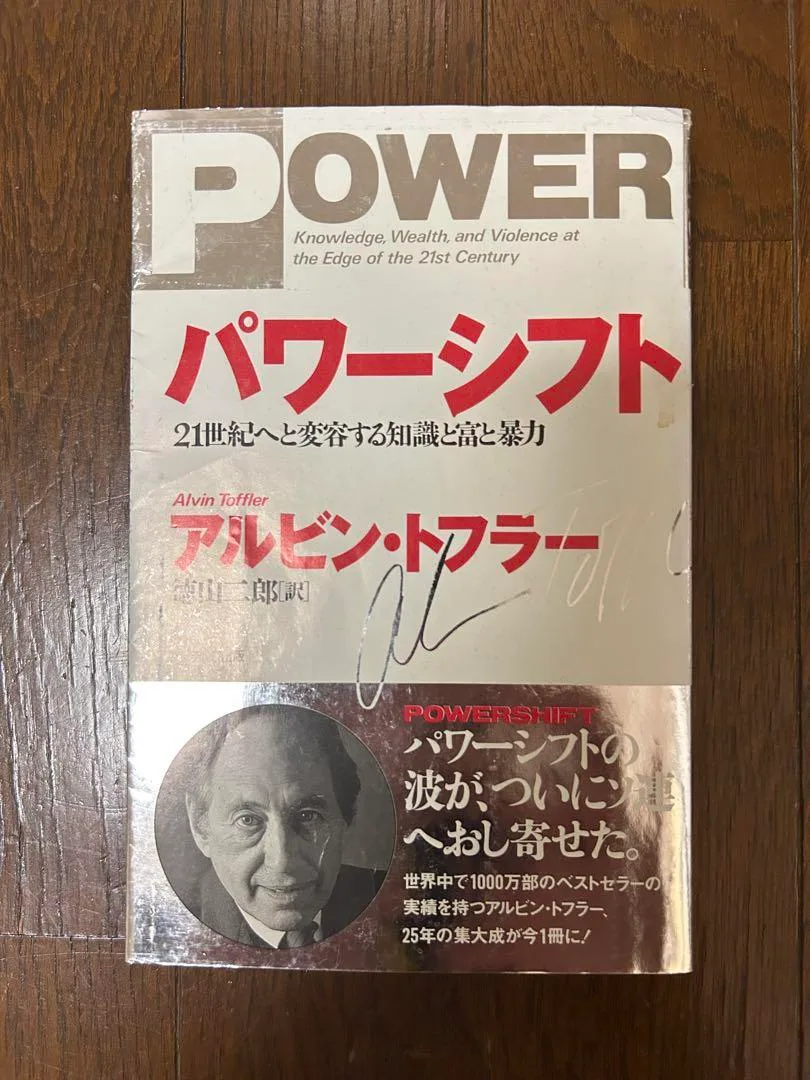 POWER
Knowledge, Wealth, and Violence at
the Edge of the 21st Century
パワーシフト
21世紀へと変容する知識と富と暴力
Alvin Toffler
アルビン・トフラー
山二郎[訳]
POWERSHIFT
パワーシフトの
波が、ついにソ連
へおし寄せた。
世界中で1000万部のベストセラーの
実績を持つアルビン・トフラー、
25年の集大成が今1冊に!